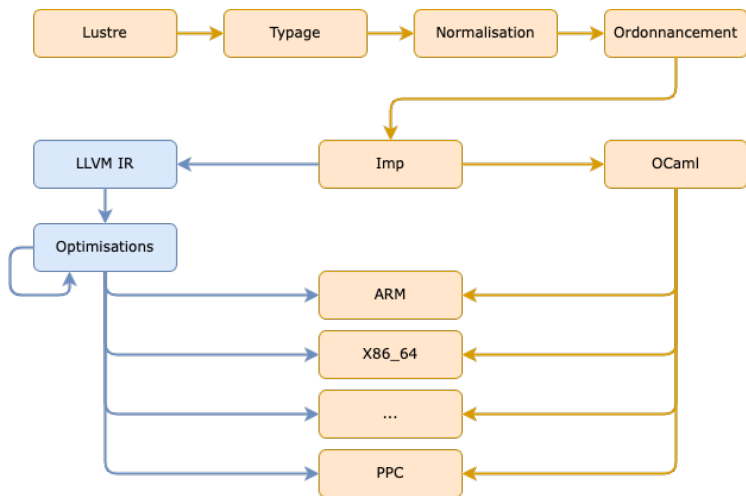 Lustre
Typage
Normalisation
Ordonnancement
LLVM IR
Imp
OCaml
Optimisations
ARM
X86_64
...
PPC